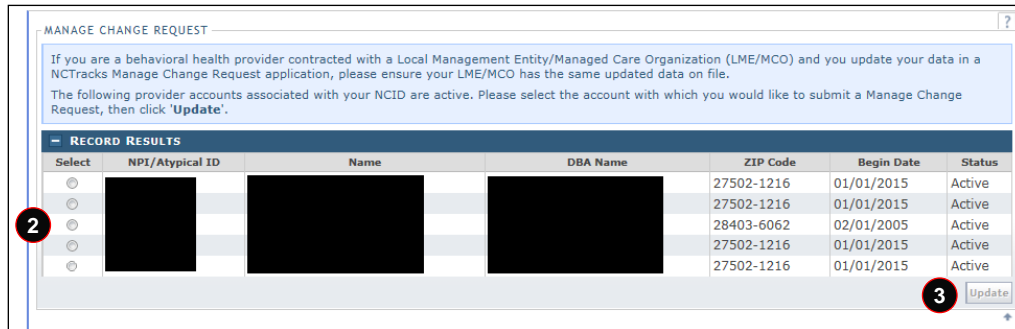 ?
MANAGE CHANGE REQUEST
If you are a behavioral health provider contracted with a Local Management Entity/Managed Care Organization (LME/MCO) and you update your data in a
NCTracks Manage Change Request application, please ensure your LME/MCO has the same updated data on file.
The following provider accounts associated with your NCID are active. Please select the account with which you would like to submit a Manage Change
Request, then click 'Update'.
RECORD RESULTS
Select NPI/Atypical ID Name DBA Name ZIP Code Begin Date Status
27502-1216 01/01/2015 Active
27502-1216 01/01/2015 Active
2 28403-6062 02/01/2005 Active
27502-1216 01/01/2015 Active
27502-1216 01/01/2015 Active
3 Update